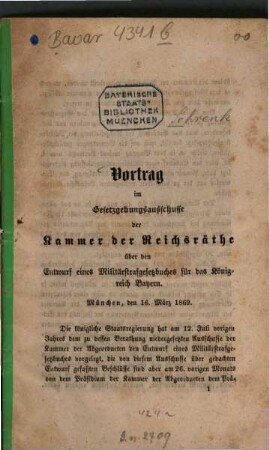 Bavar 4341 b
BAYERISCHE
STAATS-
BIBLIOTHEK
MUENCHEN
Vortrag
im
Gesetzgebungsausschusse
der
Kammer der Reichsräthe
über den
Entwurf eines Militärstrafgesetzbuches für das König-
reich Bayern.
München, den 16. März 1869.
Die königliche Staatsregierung hat am 12. Juli vorigen
Jahres dem zu dessen Berathung niedergesetzten Ausschusse der
Kammer der Abgeordneten den Entwurf eines Militärstrafge-
setzbuches vorgelegt, die von diesem Ausschusse über gedachten
Entwurf gefaßten Beschlüsse sind aber am 26. vorigen Monats
von dem Präsidium der Kammer der Abgeordneten dem Prä-
1